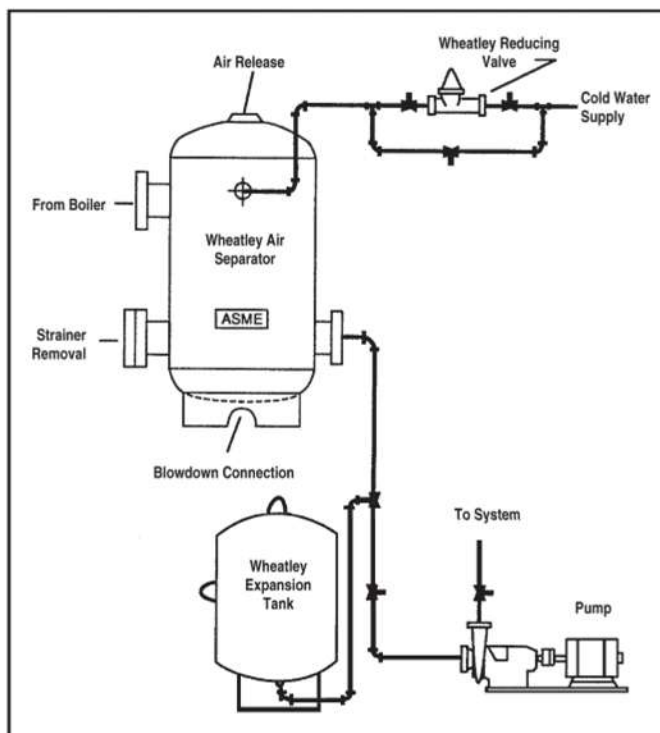 Air Release
Wheatley Reducing
Valve
Cold Water
Supply
From Boiler
Wheatley Air
Separator
ASME
Strainer
Removal
Blowdown Connection
To System
Wheatley
Expansion
Tank
Pump